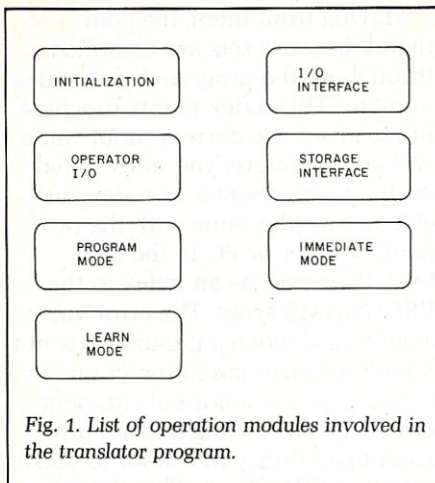 INITIALIZATION
I/O
INTERFACE
OPERATOR
I/O
STORAGE
INTERFACE
PROGRAM
MODE
IMMEDIATE
MODE
LEARN
MODE
Fig. 1. List of operation modules involved in
the translator program.